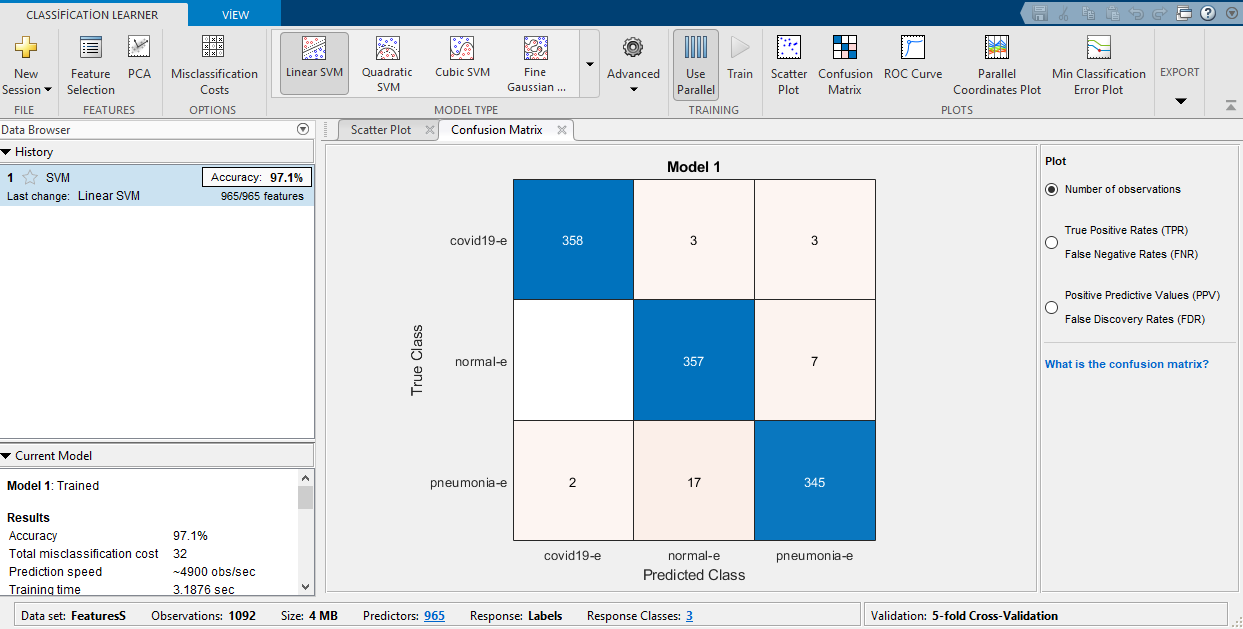 CLASSİFİCATİON LEARNER
VİEW
New Session
Feature Selection
PCA
Misclassification Costs
Linear SVM
Quadratic SVM
Cubic SVM
Fine Gaussian ...
Advanced
Use Parallel
Train
Scatter Plot
Confusion Matrix
ROC Curve
Parallel Coordinates Plot
Min Classification Error Plot
EXPORT
FILE
FEATURES
OPTIONS
MODEL TYPE
TRAINING
PLOTS
Data Browser
History
1 SVM Accuracy: 97.1%
Last change: Linear SVM 965/965 features
Current Model
Model 1: Trained
Results
Accuracy 97.1%
Total misclassification cost 32
Prediction speed ~4900 obs/sec
Training time 3.1876 sec
Scatter Plot
Confusion Matrix
Model 1
True Class
covid19-e 358 3 3
normal-e 357 7
pneumonia-e 2 17 345
covid19-e normal-e pneumonia-e
Predicted Class
Plot
Number of observations
True Positive Rates (TPR)
False Negative Rates (FNR)
Positive Predictive Values (PPV)
False Discovery Rates (FDR)
What is the confusion matrix?
Data set: FeaturesS Observations: 1092 Size: 4 MB Predictors: 965 Response: Labels Response Classes: 3
Validation: 5-fold Cross-Validation